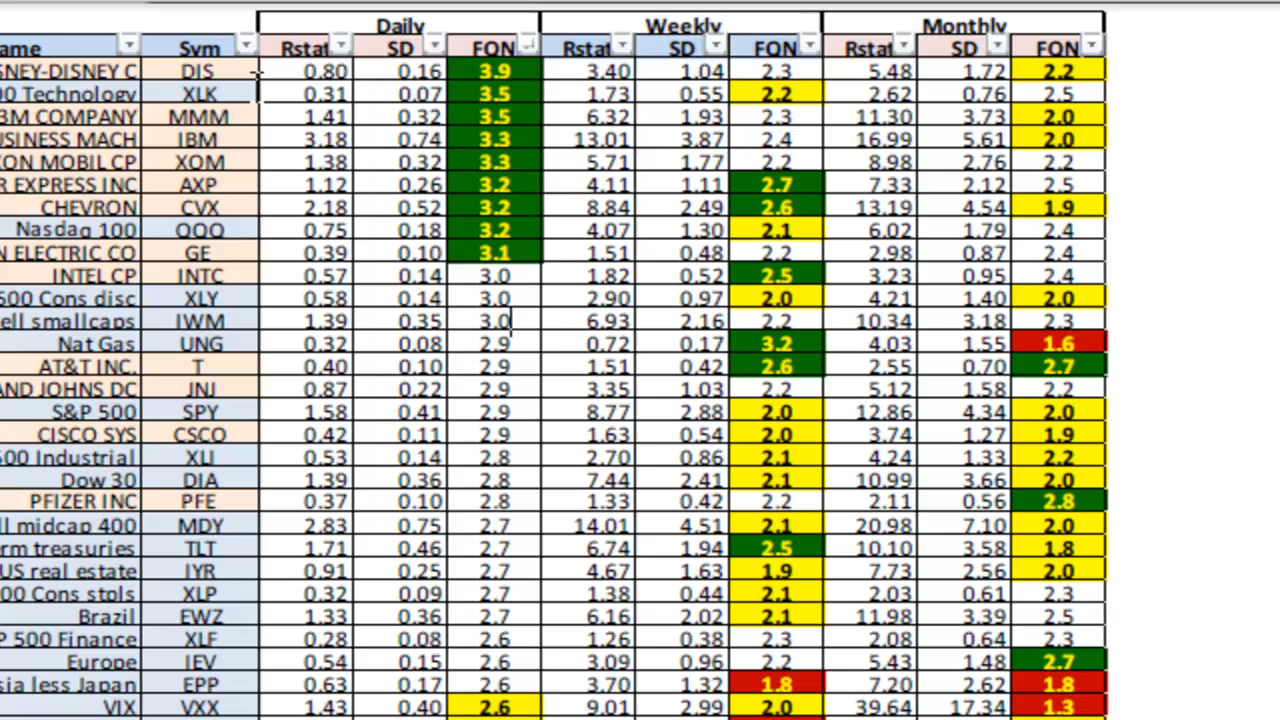 Daily Weekly Monthly
ame Sym Rstat SD FQN Rstat SD FQN Rstat SD FQN
SNEY-DISNEY C DIS 0.80 0.16 3.9 3.40 1.04 2.3 5.48 1.72 2.2
00 Technology XLK 0.31 0.07 3.5 1.73 0.55 2.2 2.62 0.76 2.5
3M COMPANY MMM 1.41 0.32 3.5 6.32 1.93 2.3 11.30 3.73 2.0
USINESS MACH IBM 3.18 0.74 3.3 13.01 3.87 2.4 16.99 5.61 2.0
ON MOBIL CP XOM 1.38 0.32 3.3 5.71 1.77 2.2 8.98 2.76 2.2
R EXPRESS INC AXP 1.12 0.26 3.2 4.11 1.11 2.7 7.33 2.12 2.5
CHEVRON CVX 2.18 0.52 3.2 8.84 2.49 2.6 13.19 4.54 1.9
Nasdaq 100 QQQ 0.75 0.18 3.2 4.07 1.30 2.1 6.02 1.79 2.4
N ELECTRIC CO GE 0.39 0.10 3.1 1.51 0.48 2.2 2.98 0.87 2.4
INTEL CP INTC 0.57 0.14 3.0 1.82 0.52 2.5 3.23 0.95 2.4
500 Cons disc XLY 0.58 0.14 3.0 2.90 0.97 2.0 4.21 1.40 2.0
ell smallcaps IWM 1.39 0.35 3.0 6.93 2.16 2.2 10.34 3.18 2.3
Nat Gas UNG 0.32 0.08 2.9 0.72 0.17 3.2 4.03 1.55 1.6
AT&T INC. T 0.40 0.10 2.9 1.51 0.42 2.6 2.55 0.70 2.7
AND JOHNS DC JNJ 0.87 0.22 2.9 3.35 1.03 2.2 5.12 1.58 2.2
S&P 500 SPY 1.58 0.41 2.9 8.77 2.88 2.0 12.86 4.34 2.0
CISCO SYS CSCO 0.42 0.11 2.9 1.63 0.54 2.0 3.74 1.27 1.9
500 Industrial XLI 0.53 0.14 2.8 2.70 0.86 2.1 4.24 1.33 2.2
Dow 30 DIA 1.39 0.36 2.8 7.44 2.41 2.1 10.99 3.66 2.0
PFIZER INC PFE 0.37 0.10 2.8 1.33 0.42 2.2 2.11 0.56 2.8
ll midcap 400 MDY 2.83 0.75 2.7 14.01 4.51 2.1 20.98 7.10 2.0
rm treasuries TLT 1.71 0.46 2.7 6.74 1.94 2.5 10.10 3.58 1.8
US real estate IYR 0.91 0.25 2.7 4.67 1.63 1.9 7.73 2.56 2.0
00 Cons stpls XLP 0.32 0.09 2.7 1.38 0.44 2.1 2.03 0.61 2.3
Brazil EWZ 1.33 0.36 2.7 6.16 2.02 2.1 11.98 3.39 2.5
P 500 Finance XLF 0.28 0.08 2.6 1.26 0.38 2.3 2.08 0.64 2.3
Europe IEV 0.54 0.15 2.6 3.09 0.96 2.2 5.43 1.48 2.7
sia less Japan EPP 0.63 0.17 2.6 3.70 1.32 1.8 7.20 2.62 1.8
VIX VXX 1.43 0.40 2.6 9.01 2.99 2.0 39.64 17.34 1.3